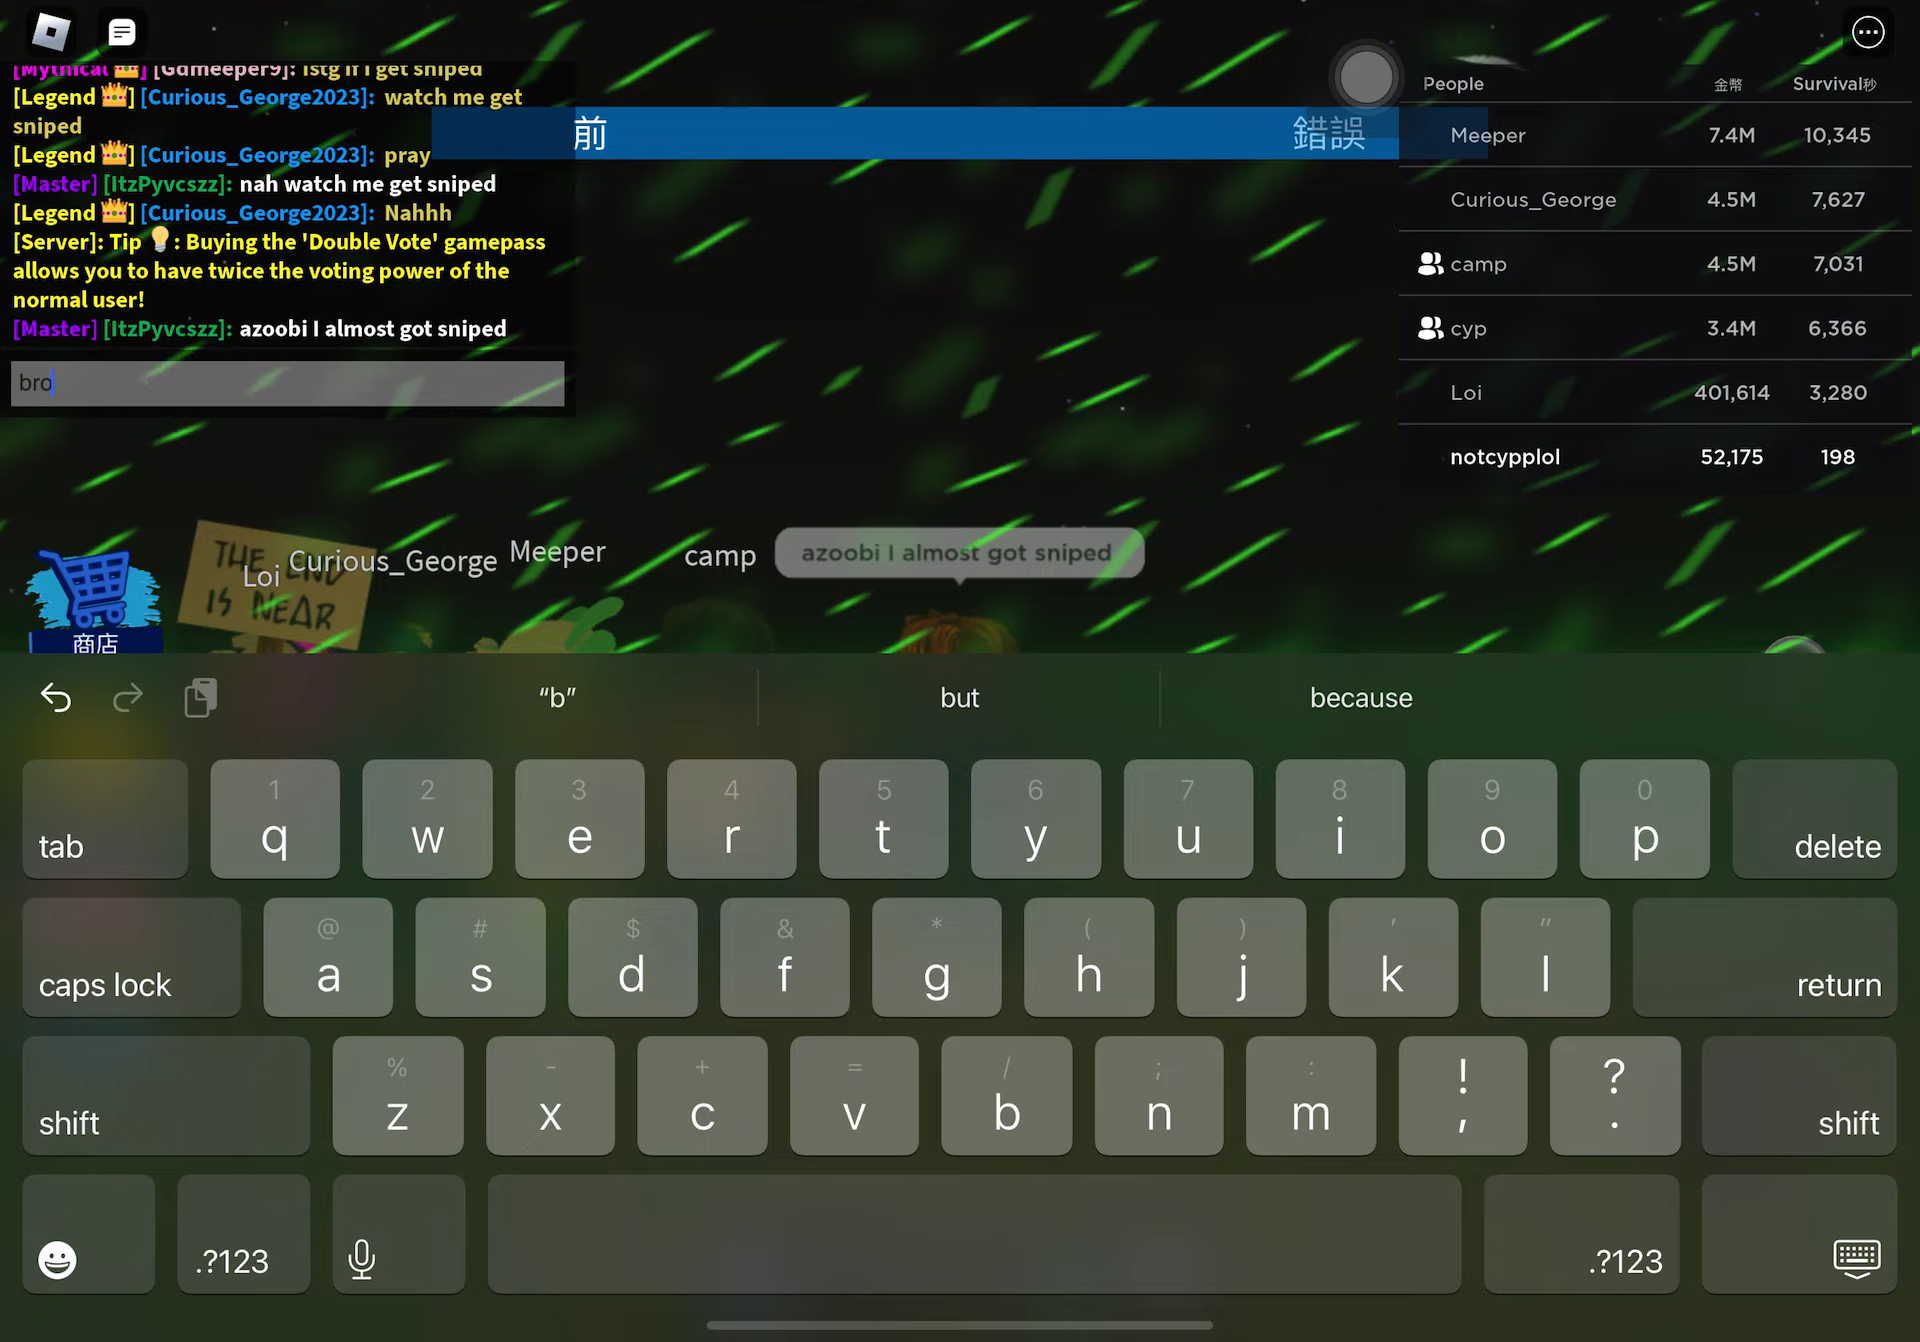 [Mythical 👑] [Gdmeeper9]: istg if i get sniped
[Legend 👑] [Curious_George2023]: watch me get
sniped
[Legend 👑] [Curious_George2023]: pray
[Master] [ItzPyvcszz]: nah watch me get sniped
[Legend 👑] [Curious_George2023]: Nahhh
[Server]: Tip 💡: Buying the 'Double Vote' gamepass
allows you to have twice the voting power of the
normal user!
[Master] [ItzPyvcszz]: azoobi I almost got sniped
bro
前 錯誤
People 金幣 Survival秒
Meeper 7.4M 10,345
Curious_George 4.5M 7,627
camp 4.5M 7,031
cyp 3.4M 6,366
Loi 401,614 3,280
notcypplol 52,175 198
THE END
IS NEAR
Loi Curious_George Meeper camp azoobi I almost got sniped
商店
“b” but because
1 2 3 4 5 6 7 8 9 0
tab q w e r t y u i o p delete
@ # $ & * ( ) ' "
caps lock a s d f g h j k l return
% - + = / ; : ! ?
shift z x c v b n m , . shift
.?123 .?123